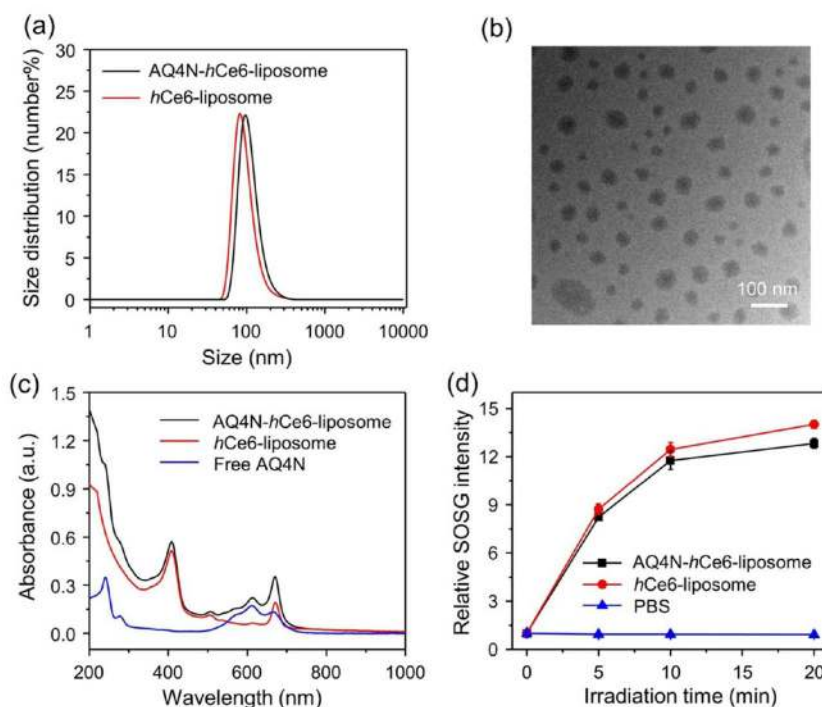 (a)
30
25
20
15
10
5
0
Size distribution (number%)
AQ4N-hCe6-liposome
hCe6-liposome
1 10 100 1000 10000
Size (nm)
(b)
100 nm
(c)
1.5
1.2
0.9
0.6
0.3
0.0
Absorbance (a.u.)
AQ4N-hCe6-liposome
hCe6-liposome
Free AQ4N
200 400 600 800 1000
Wavelength (nm)
(d)
15
12
9
6
3
0
Relative SOSG intensity
AQ4N-hCe6-liposome
hCe6-liposome
PBS
0 5 10 15 20
Irradiation time (min)